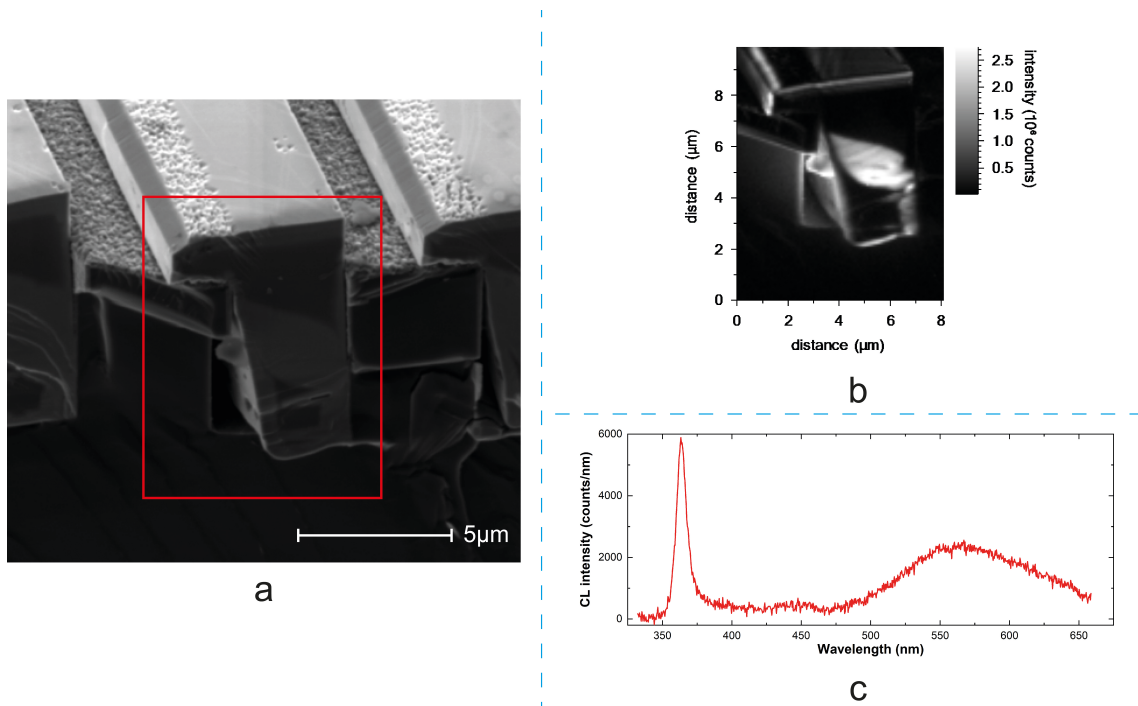 5μm
a
8
6
4
2
0
distance (μm)
0 2 4 6 8
distance (μm)
2.5
2.0
1.5
1.0
0.5
intensity (10⁶ counts)
b
6000
4000
2000
0
CL intensity (counts/nm)
350 400 450 500 550 600 650
Wavelength (nm)
c